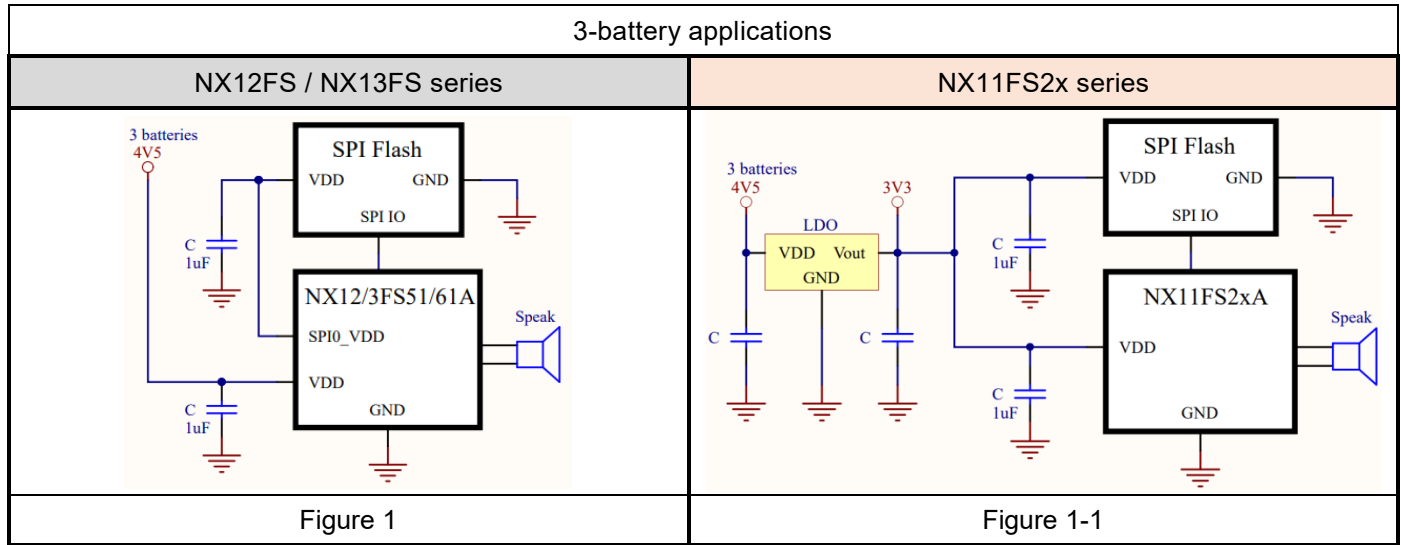 3-battery applications
NX12FS / NX13FS series
NX11FS2x series
3 batteries
4V5
SPI Flash
VDD GND
SPI IO
C
1uF
NX12/3FS51/61A
SPI0_VDD
VDD
GND
C
1uF
Speak
3 batteries
4V5
3V3
LDO
VDD Vout
GND
C
C
SPI Flash
VDD GND
SPI IO
C
1uF
NX11FS2xA
VDD
GND
C
1uF
Speak
Figure 1
Figure 1-1